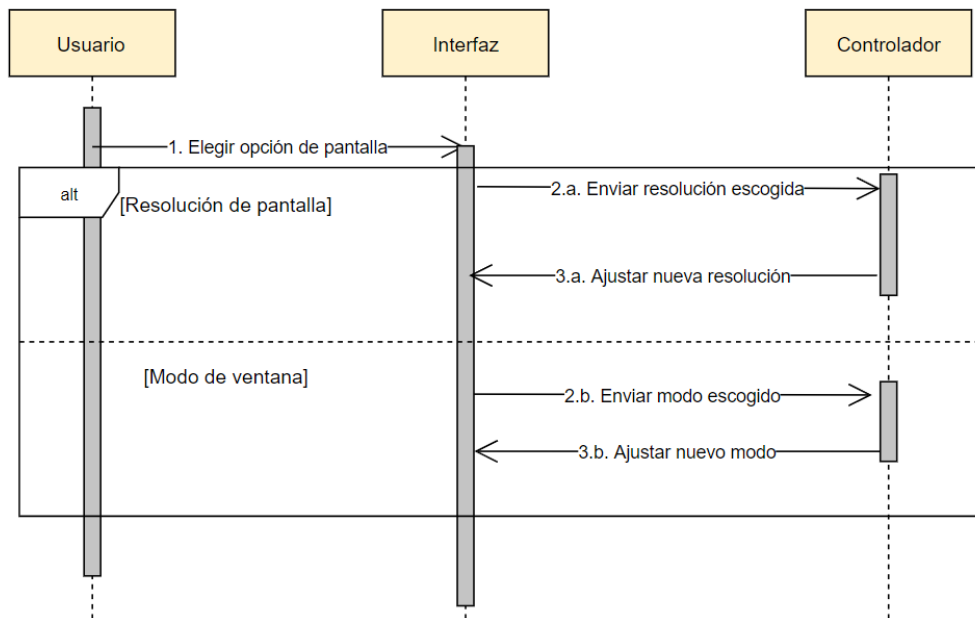 Usuario
Interfaz
Controlador
1. Elegir opción de pantalla
alt
[Resolución de pantalla]
2.a. Enviar resolución escogida
3.a. Ajustar nueva resolución
[Modo de ventana]
2.b. Enviar modo escogido
3.b. Ajustar nuevo modo